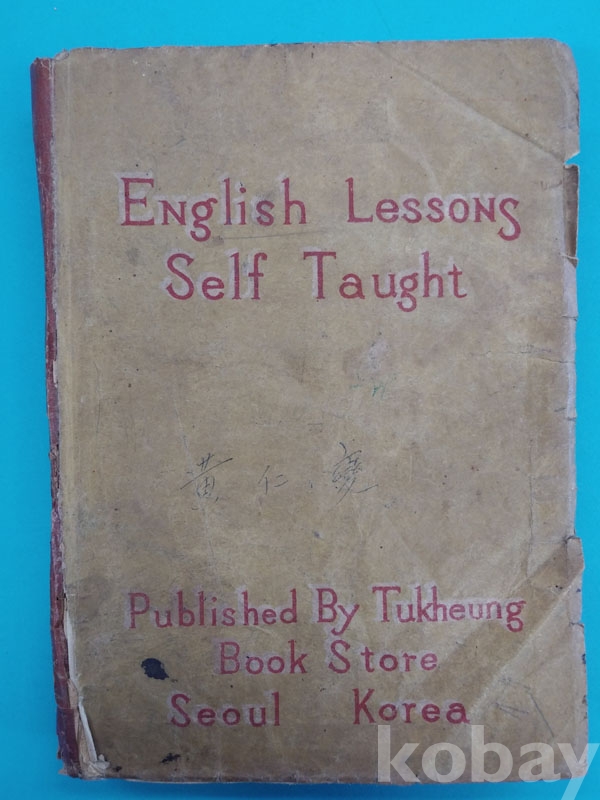 English Lessons
Self Taught
黃 仁
Published By Tukheung
Book Store
Seoul Korea
kobay